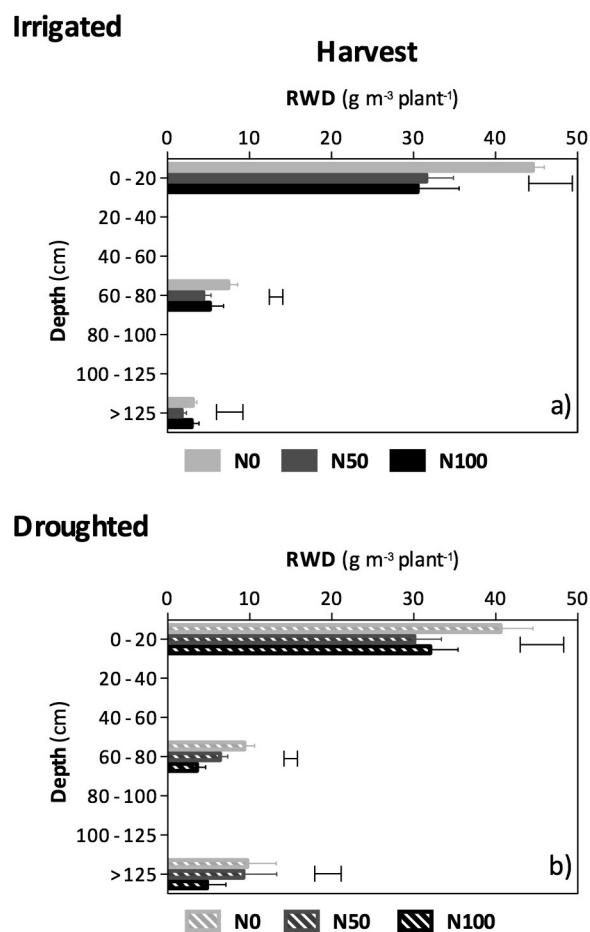 Irrigated
Harvest
RWD (g m⁻³ plant⁻¹)
0 10 20 30 40 50
0 - 20
20 - 40
40 - 60
60 - 80
80 - 100
100 - 125
> 125
Depth (cm)
a)
N0 N50 N100
Droughted
RWD (g m⁻³ plant⁻¹)
0 10 20 30 40 50
0 - 20
20 - 40
40 - 60
60 - 80
80 - 100
100 - 125
> 125
Depth (cm)
b)
N0 N50 N100